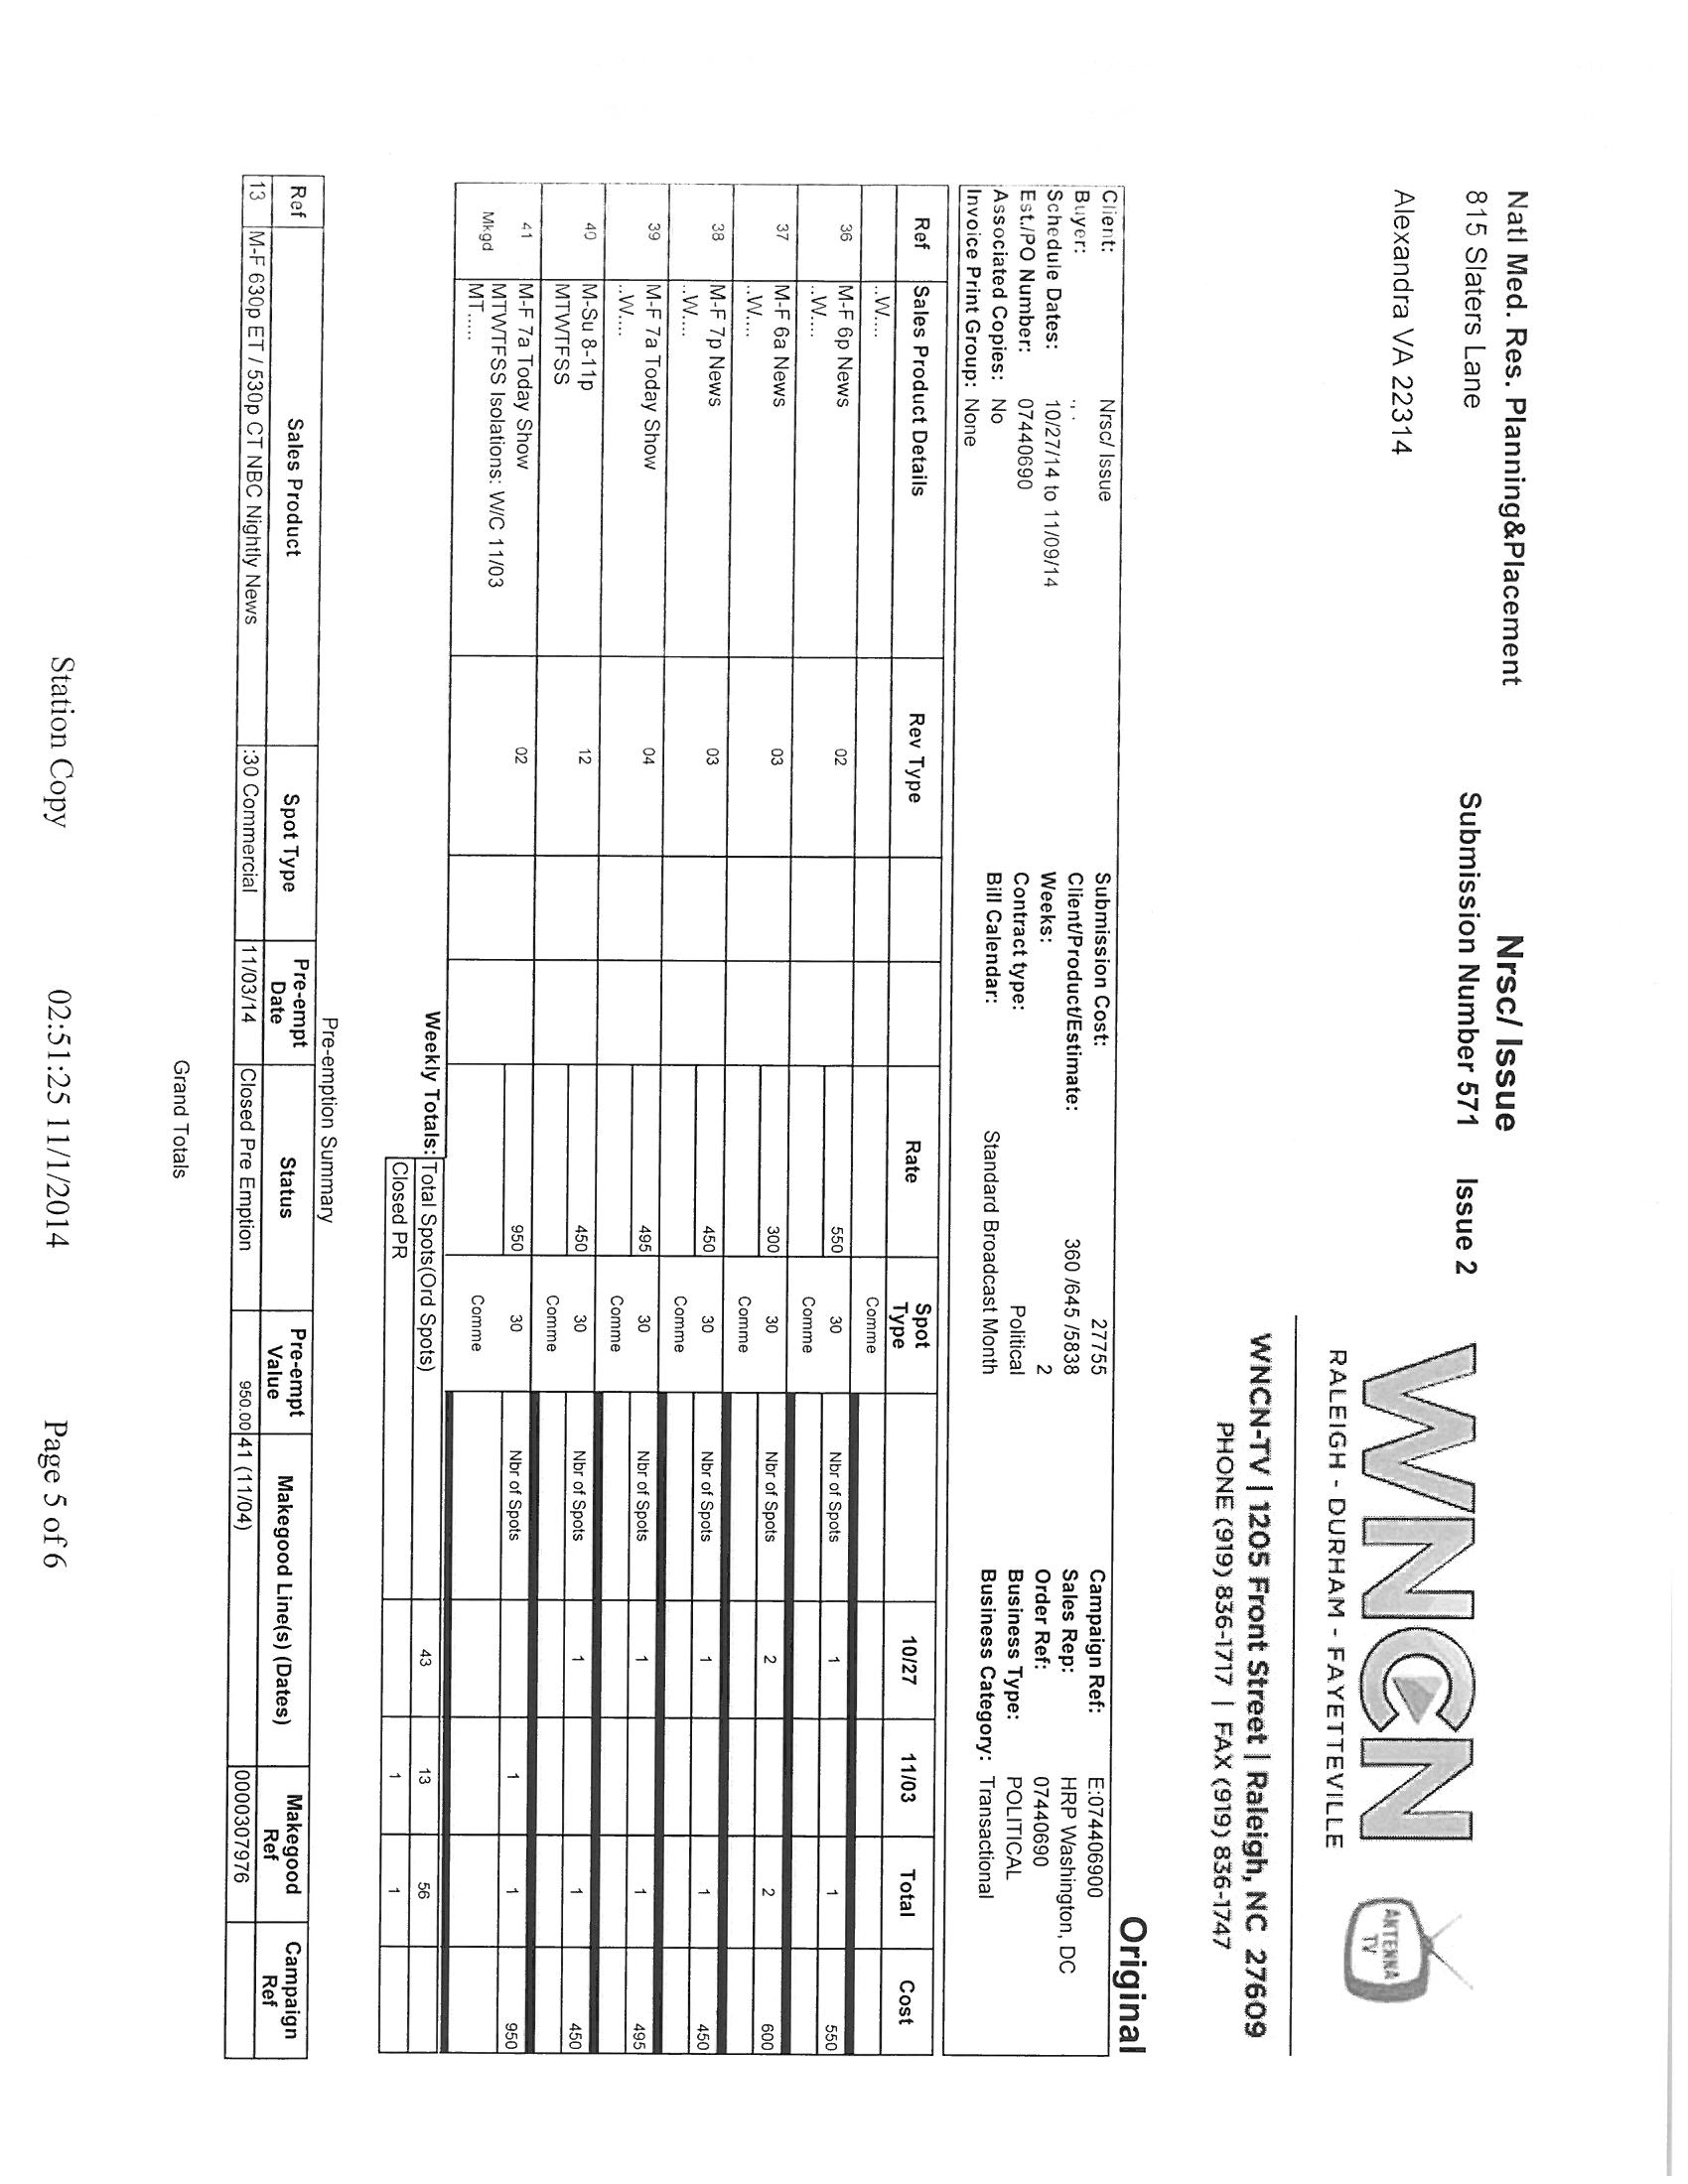 Natl Med. Res. Planning&Placement
815 Slaters Lane
Alexandra VA 22314
Nrsc/ Issue
Submission Number 571 Issue 2
WNCN
RALEIGH - DURHAM - FAYETTEVILLE
ANTENNA TV
WNCN-TV | 1205 Front Street | Raleigh, NC 27609
PHONE (919) 836-1717 | FAX (919) 836-1747
Original
Client: Nrsc/ Issue Submission Cost: 27755 Campaign Ref: E:074406900
Buyer: Client/Product/Estimate: 360 /645 /5838 Sales Rep: HRP Washington, DC
Schedule Dates: 10/27/14 to 11/09/14 Weeks: 2 Order Ref: 07440690
Est./PO Number: 07440690 Contract type: Political Business Type: POLITICAL
Associated Copies: No Bill Calendar: Standard Broadcast Month Business Category: Transactional
Invoice Print Group: None
Ref Sales Product Details Rev Type Rate Spot Type 10/27 11/03 Total Cost
..W.... Comme
36 M-F 6p News 02 550 30 Nbr of Spots 1 1 550
..W.... Comme
37 M-F 6a News 03 300 30 Nbr of Spots 2 2 600
..W.... Comme
38 M-F 7p News 03 450 30 Nbr of Spots 1 1 450
..W.... Comme
39 M-F 7a Today Show 04 495 30 Nbr of Spots 1 1 495
..W.... Comme
40 M-Su 8-11p 12 450 30 Nbr of Spots 1 1 450
MTWTFSS Comme
41 M-F 7a Today Show 02 950 30 Nbr of Spots 1 1 950
MTWTFSS Isolations: W/C 11/03
Mkgd MT..... Comme
Weekly Totals: Total Spots(Ord Spots) 43 13 56
Closed PR 1 1
Pre-emption Summary
Ref Sales Product Spot Type Pre-empt Date Status Pre-empt Value Makegood Line(s) (Dates) Makegood Ref Campaign Ref
13 M-F 630p ET / 530p CT NBC Nightly News :30 Commercial 11/03/14 Closed Pre Emption 950.00 41 (11/04) 0000307976
Grand Totals
Station Copy 02:51:25 11/1/2014 Page 5 of 6